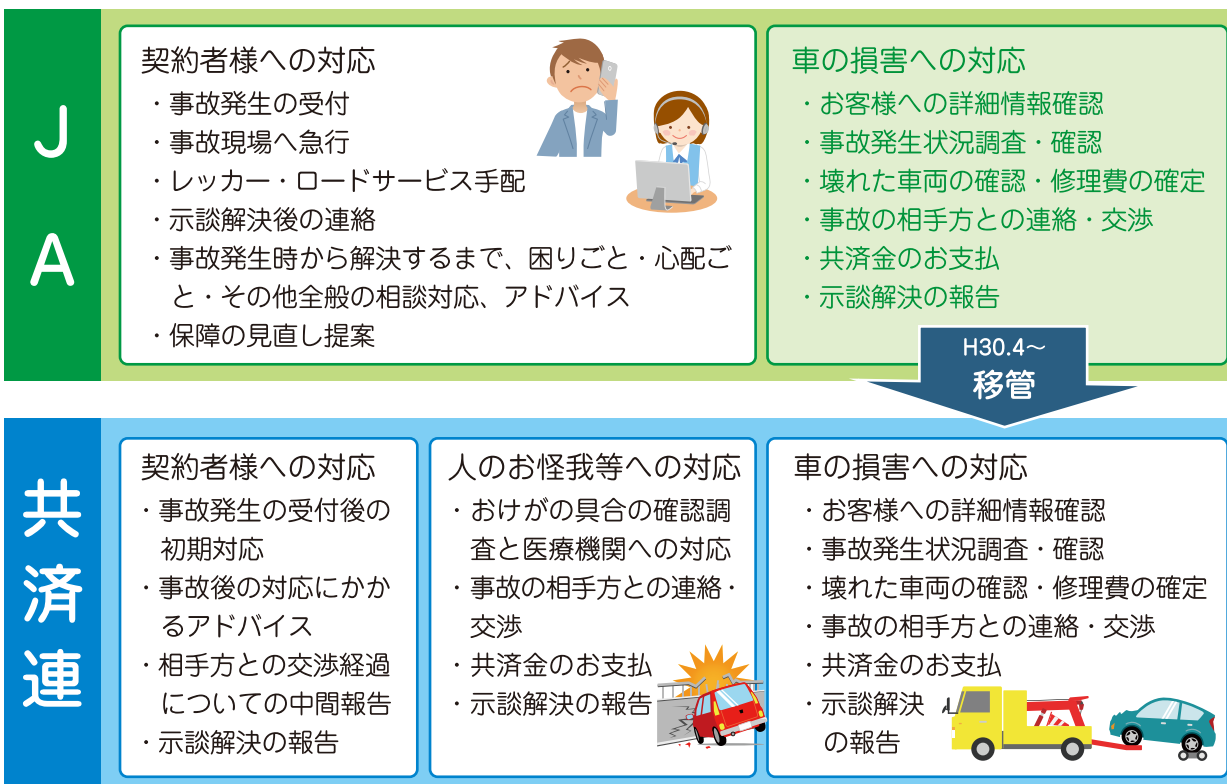 JA
契約者様への対応
・事故発生の受付
・事故現場へ急行
・レッカー・ロードサービス手配
・示談解決後の連絡
・事故発生時から解決するまで、困りごと・心配ご
と・その他全般の相談対応、アドバイス
・保障の見直し提案
車の損害への対応
・お客様への詳細情報確認
・事故発生状況調査・確認
・壊れた車両の確認・修理費の確定
・事故の相手方との連絡・交渉
・共済金のお支払
・示談解決の報告
H30.4〜
移管
共済連
契約者様への対応
・事故発生の受付後の
初期対応
・事故後の対応にかか
るアドバイス
・相手方との交渉経過
についての中間報告
・示談解決の報告
人のお怪我等への対応
・おけがの具合の確認調
査と医療機関への対応
・事故の相手方との連絡・
交渉
・共済金のお支払
・示談解決の報告
車の損害への対応
・お客様への詳細情報確認
・事故発生状況調査・確認
・壊れた車両の確認・修理費の確定
・事故の相手方との連絡・交渉
・共済金のお支払
・示談解決
の報告